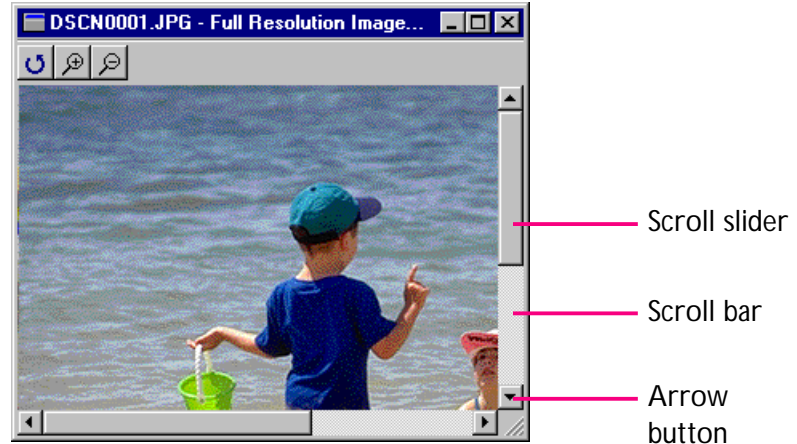 DSCN0001.JPG - Full Resolution Image...
Scroll slider
Scroll bar
Arrow
button